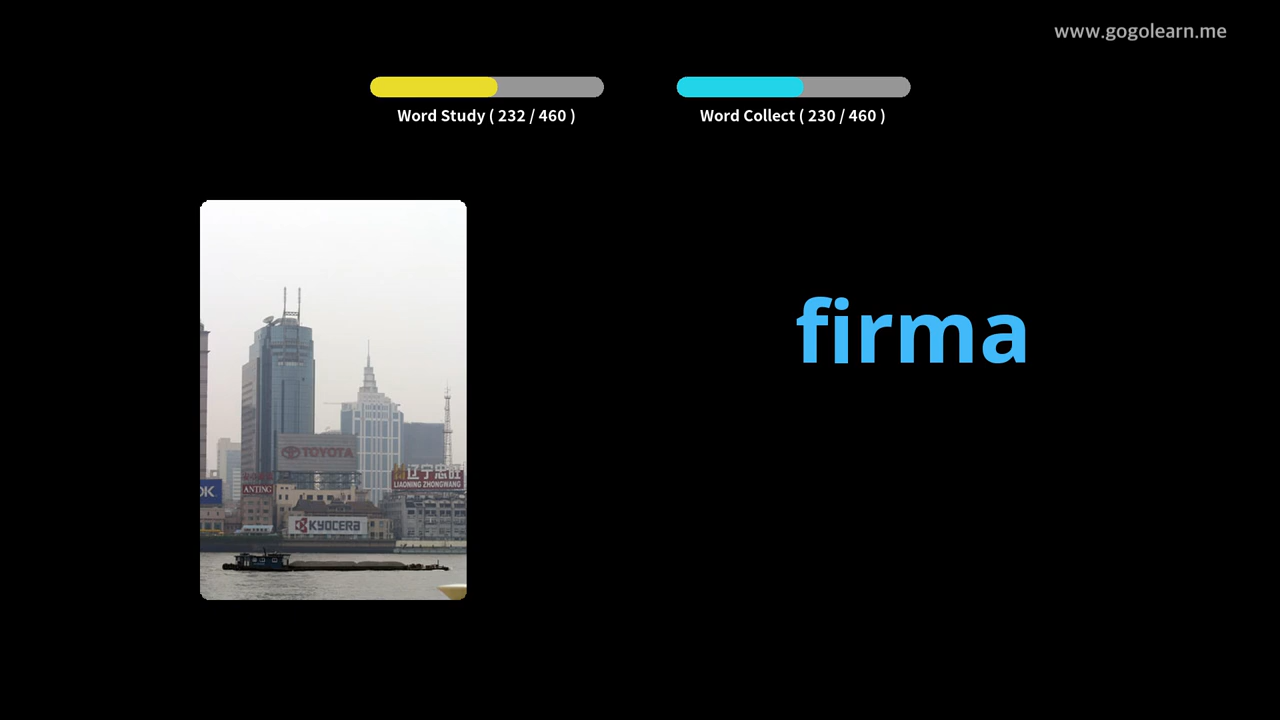 www.gogolearn.me
Word Study ( 232 / 460 )
Word Collect ( 230 / 460 )
firma
TOYOTA
辽宁忠旺
LIAONING ZHONGWANG
ANTING
KYOCERA